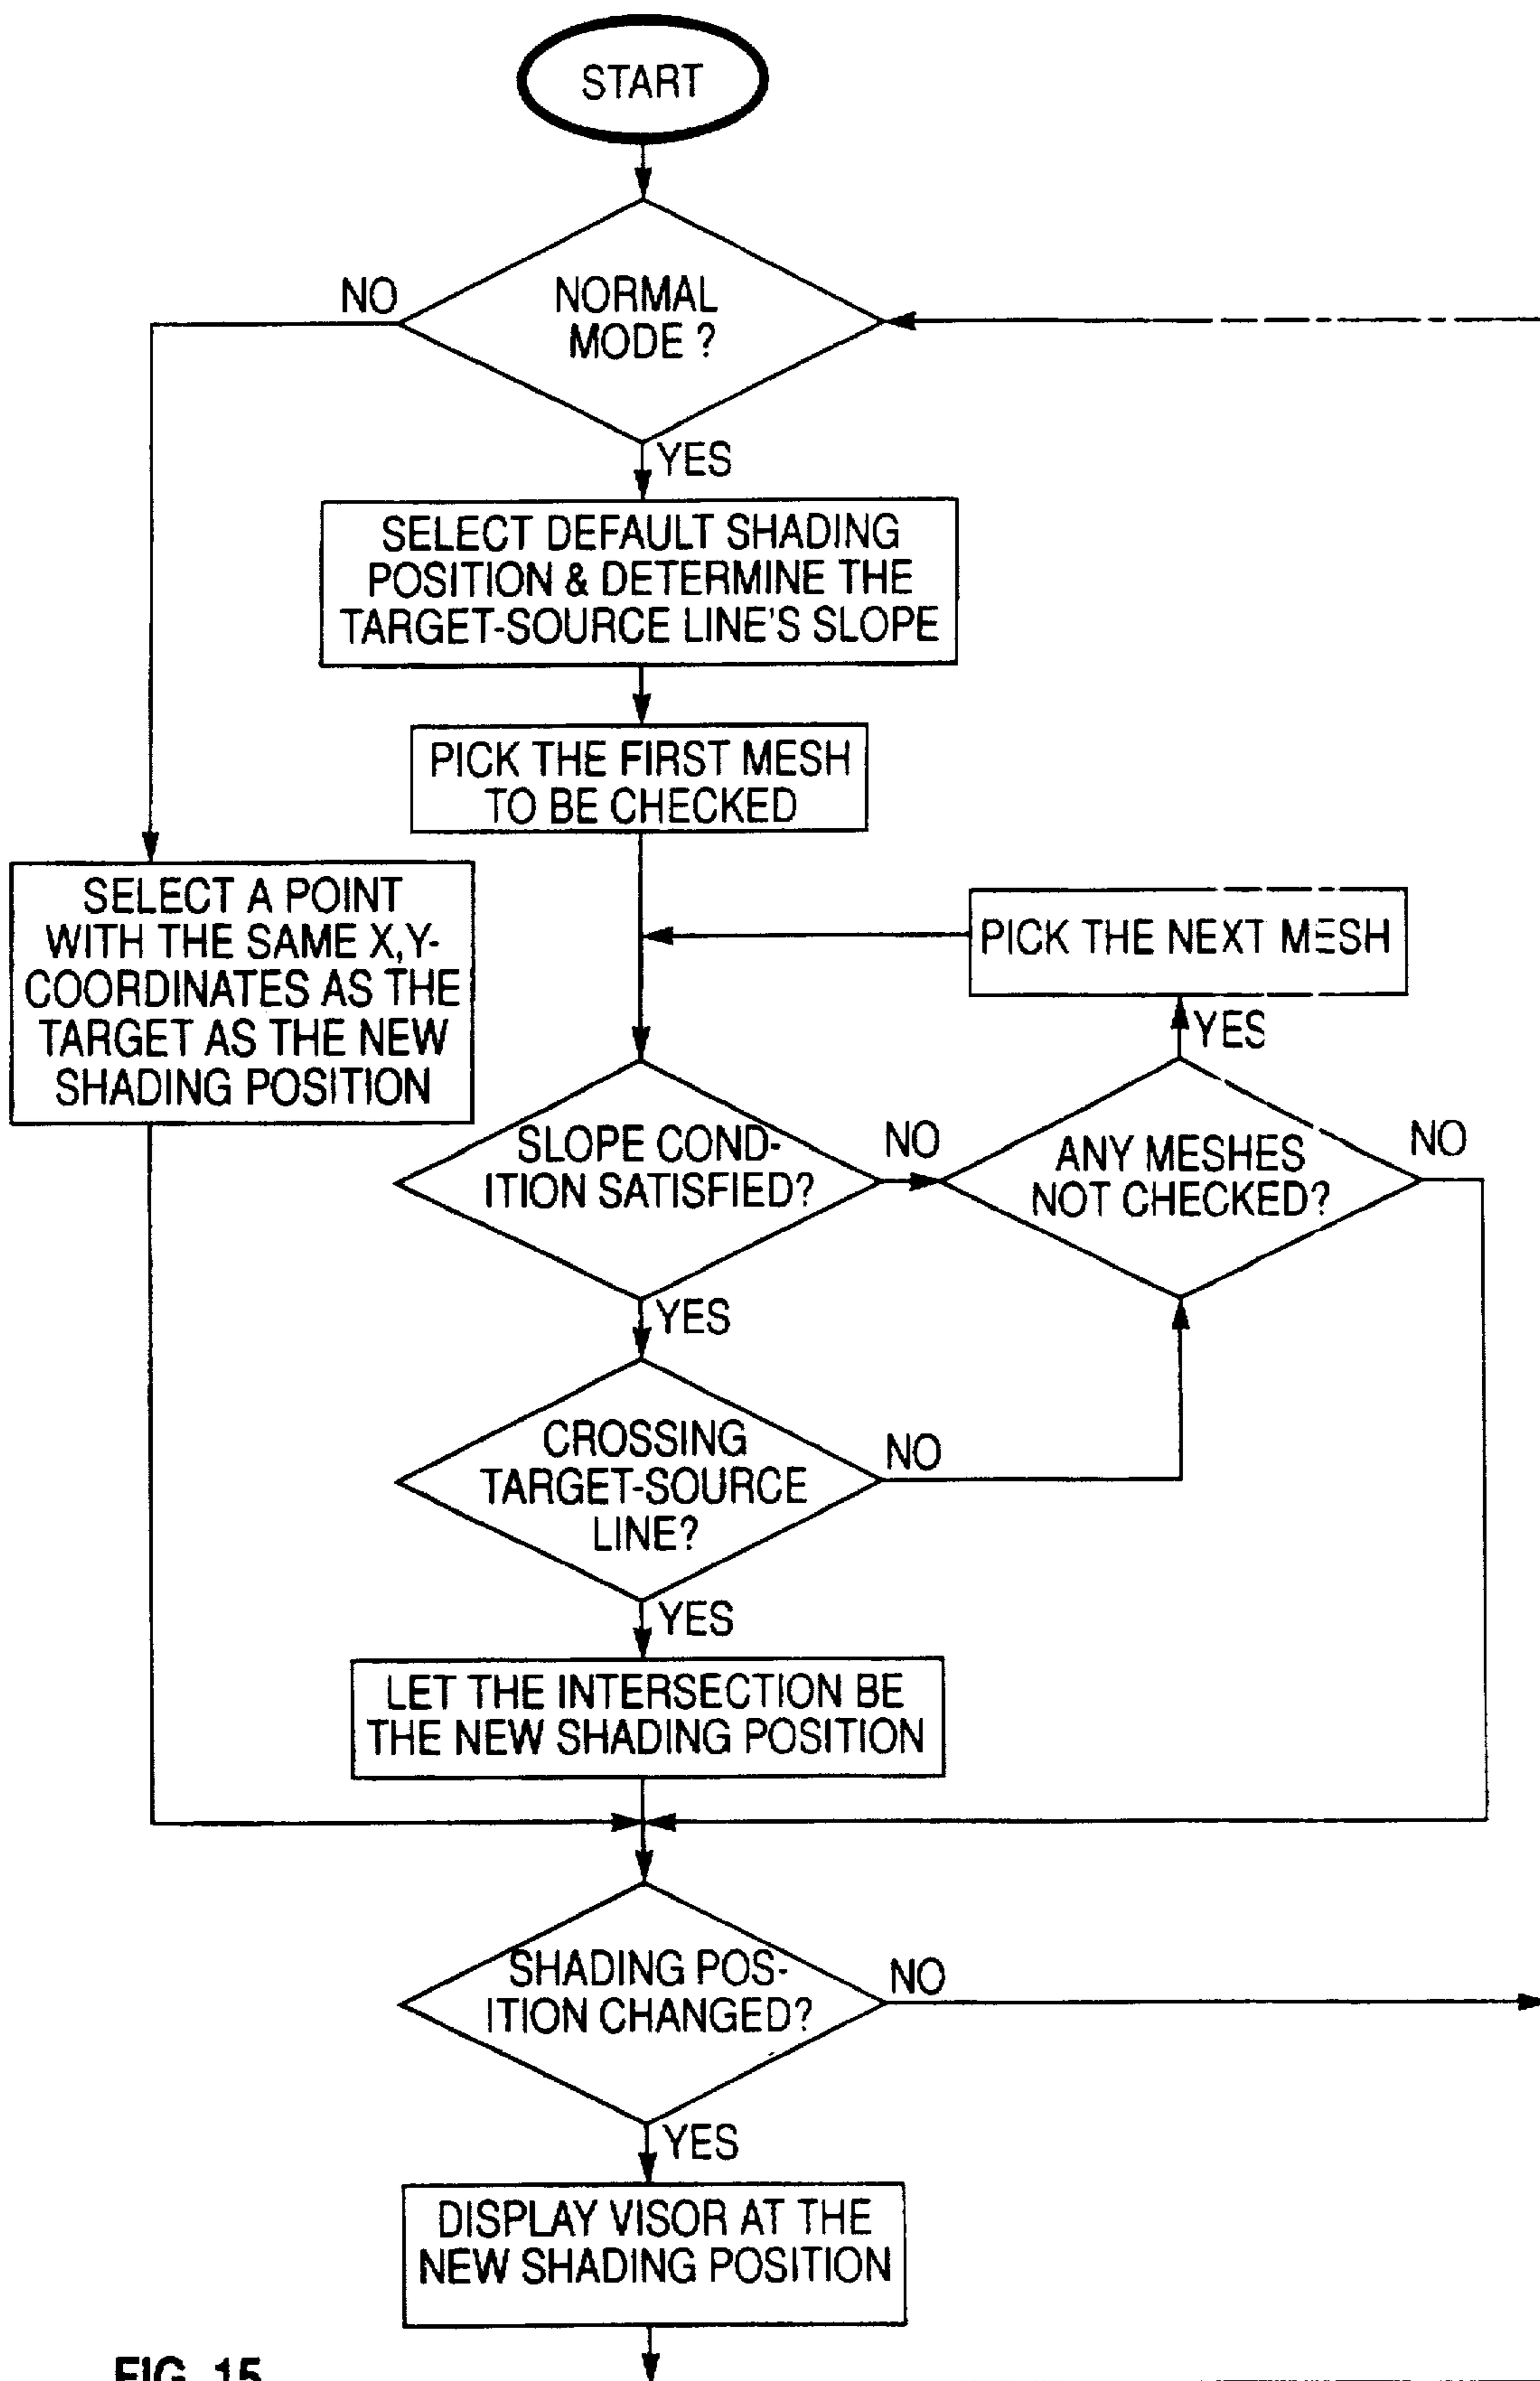 START
NO
NORMAL
MODE ?
YES
SELECT DEFAULT SHADING
POSITION & DETERMINE THE
TARGET-SOURCE LINE'S SLOPE
PICK THE FIRST MESH
TO BE CHECKED
SELECT A POINT
WITH THE SAME X,Y-
COORDINATES AS THE
TARGET AS THE NEW
SHADING POSITION
PICK THE NEXT MESH
YES
SLOPE COND-
ITION SATISFIED?
NO
ANY MESHES
NOT CHECKED?
NO
YES
CROSSING
TARGET-SOURCE
LINE?
NO
YES
LET THE INTERSECTION BE
THE NEW SHADING POSITION
SHADING POS-
ITION CHANGED?
NO
YES
DISPLAY VISOR AT THE
NEW SHADING POSITION
FIG. 15